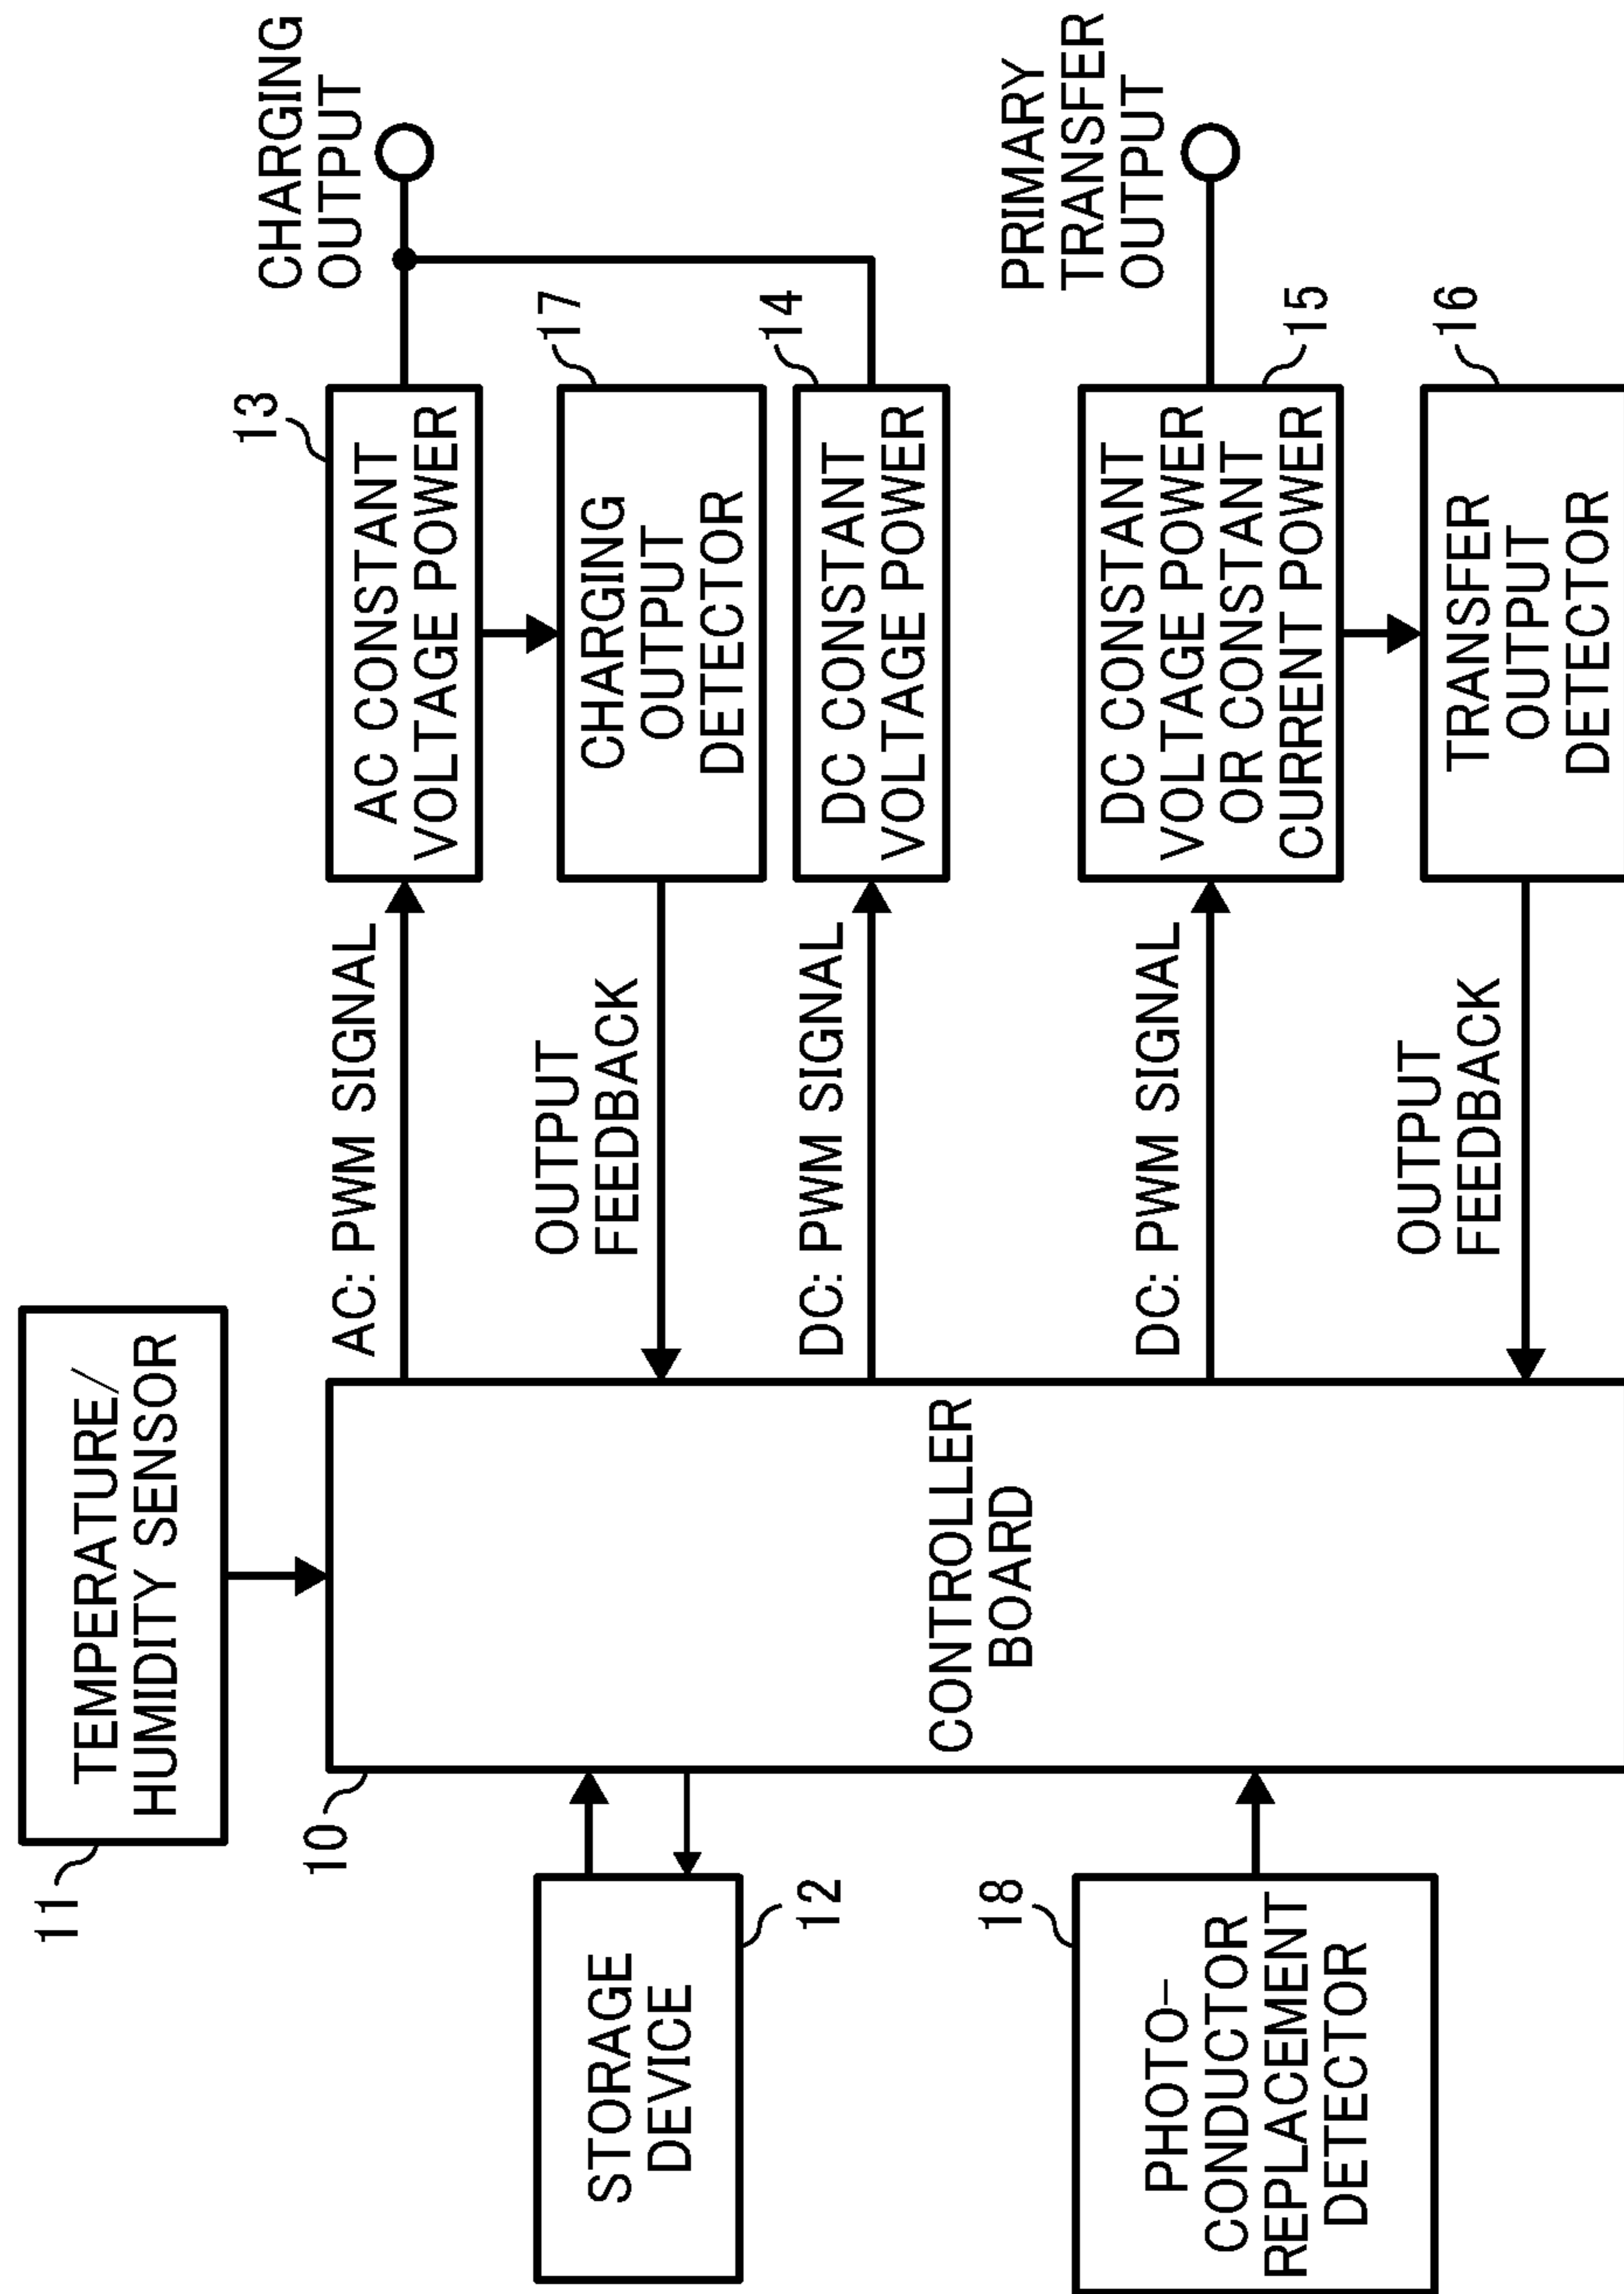 11
TEMPERATURE/
HUMIDITY SENSOR
10
CONTROLLER
BOARD
STORAGE
DEVICE
12
18
PHOTO-
CONDUCTOR
REPLACEMENT
DETECTOR
AC: PWM SIGNAL
OUTPUT
FEEDBACK
DC: PWM SIGNAL
DC: PWM SIGNAL
OUTPUT
FEEDBACK
13
AC CONSTANT
VOLTAGE POWER
17
CHARGING
OUTPUT
DETECTOR
14
DC CONSTANT
VOLTAGE POWER
15
DC CONSTANT
VOLTAGE POWER
OR CONSTANT
CURRENT POWER
16
TRANSFER
OUTPUT
DETECTOR
CHARGING
OUTPUT
PRIMARY
TRANSFER
OUTPUT